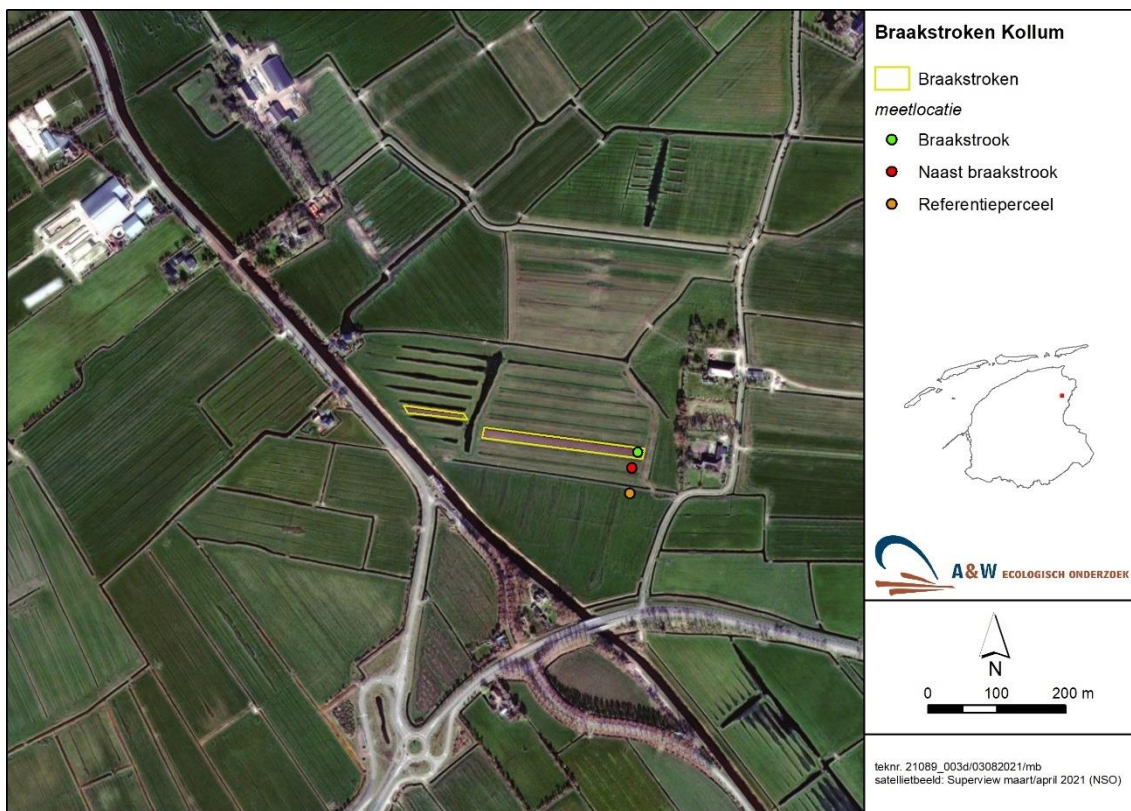 Braakstroken Kollum
Braakstroken
meetlocatie
Braakstrook
Naast braakstrook
Referentieperceel
A&W ECOLOGISCH ONDERZOEK
N
0 100 200 m
teknr. 21089_003d/03082021/mb
satellietbeeld: Superview maart/april 2021 (NSO)